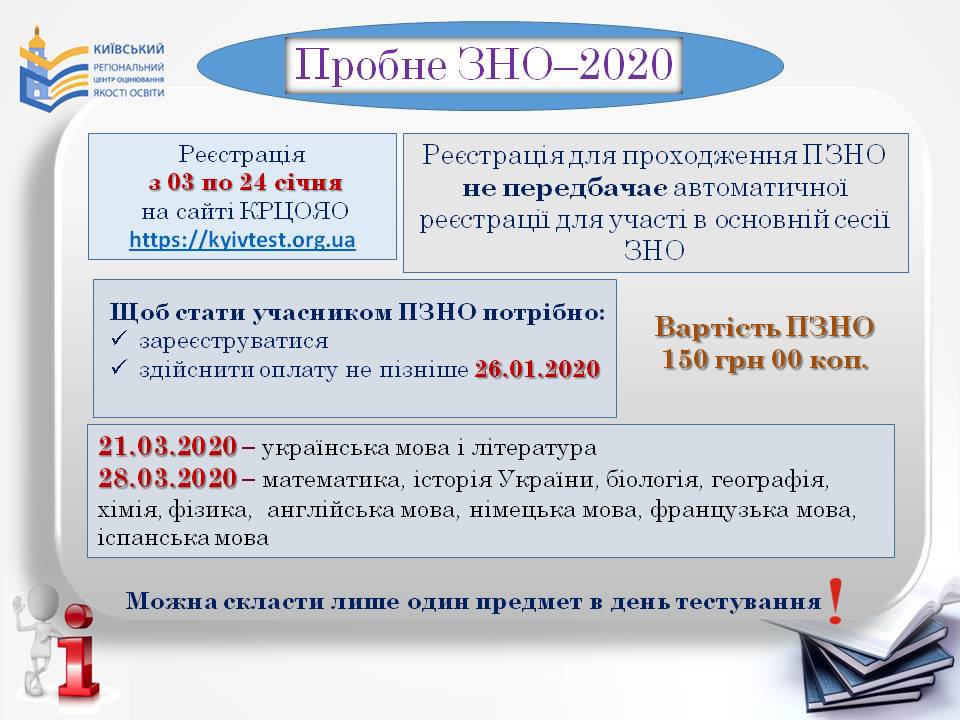 КИЇВСЬКИЙ
РЕГІОНАЛЬНИЙ
ЦЕНТР ОЦІНЮВАННЯ
ЯКОСТІ ОСВІТИ
Пробне ЗНО–2020
Реєстрація
з 03 по 24 січня
на сайті КРЦОЯО
https://kyivtest.org.ua
Реєстрація для проходження ПЗНО
не передбачає автоматичної
реєстрації для участі в основній сесії
ЗНО
Щоб стати учасником ПЗНО потрібно:
✓ зареєструватися
✓ здійснити оплату не пізніше 26.01.2020
Вартість ПЗНО
150 грн 00 коп.
21.03.2020 – українська мова і література
28.03.2020 – математика, історія України, біологія, географія,
хімія, фізика, англійська мова, німецька мова, французька мова,
іспанська мова
Можна скласти лише один предмет в день тестування !
i